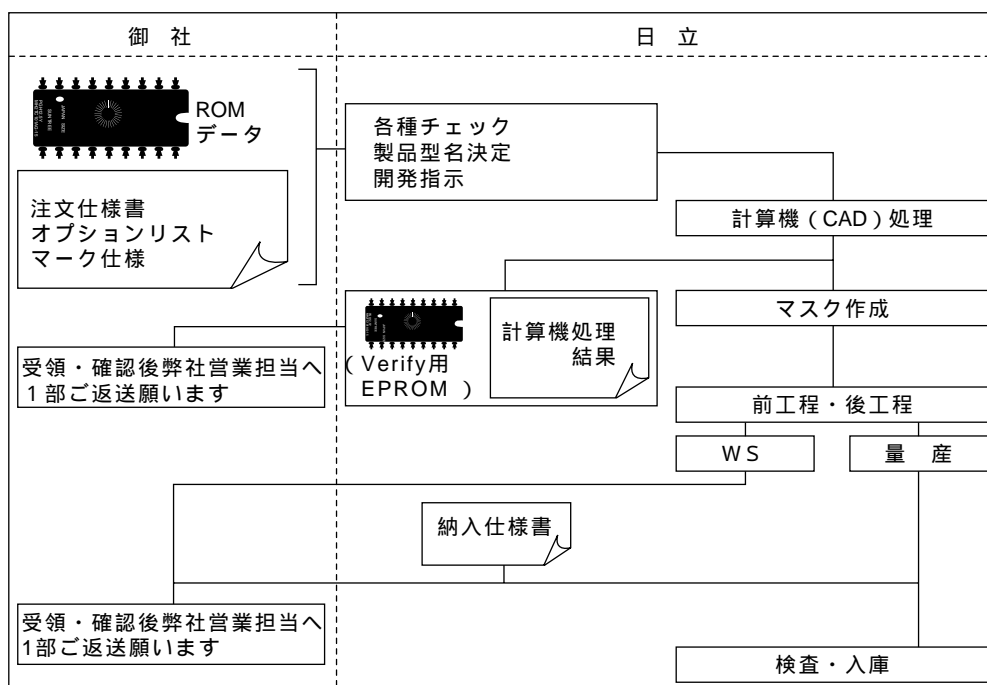 御 社
日 立
ROM
データ
注文仕様書
オプションリスト
マーク仕様
各種チェック
製品型名決定
開発指示
計算機(CAD)処理
マスク作成
(Verify用
EPROM )
計算機処理
結果
受領・確認後弊社営業担当へ
1部ご返送願います
前工程・後工程
WS
量 産
納入仕様書
受領・確認後弊社営業担当へ
1部ご返送願います
検査・入庫